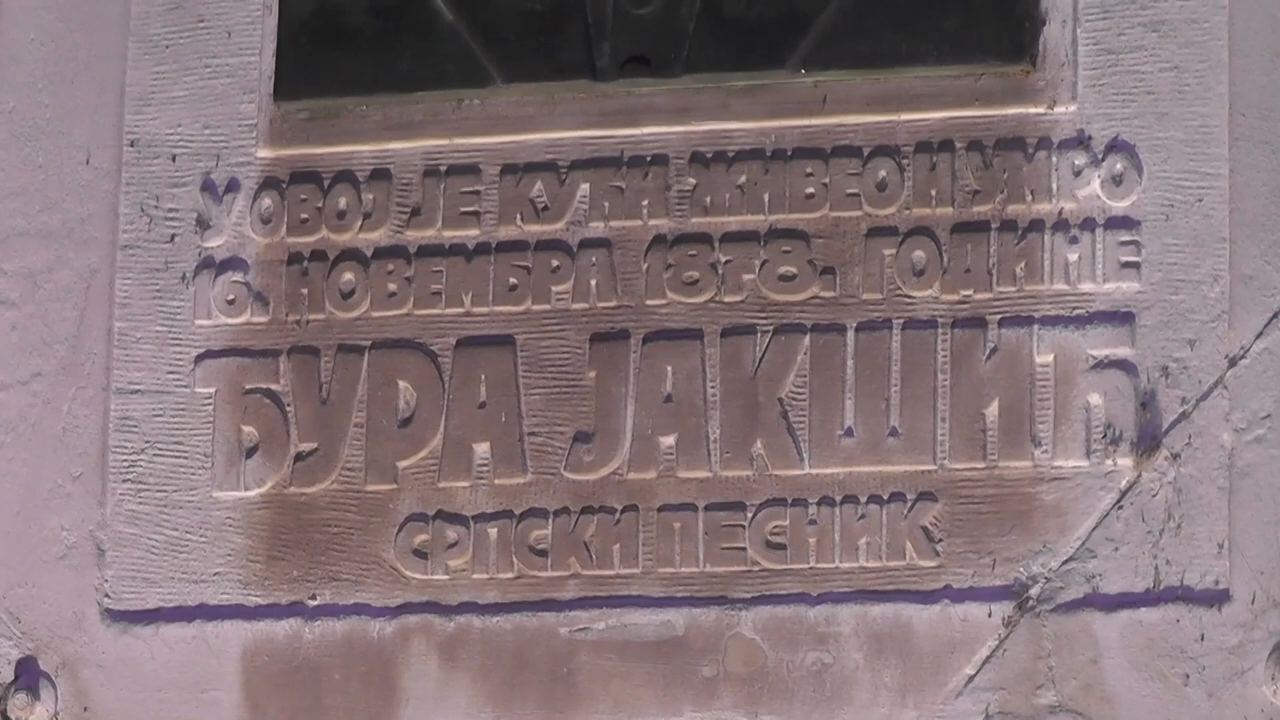 У ОВОЈ ЈЕ КУЋИ ЖИВЕО И УМРО
16. НОВЕМБРА 1878. ГОДИНЕ
ЂУРА ЈАКШИЋ
СРПСКИ ПЕСНИК